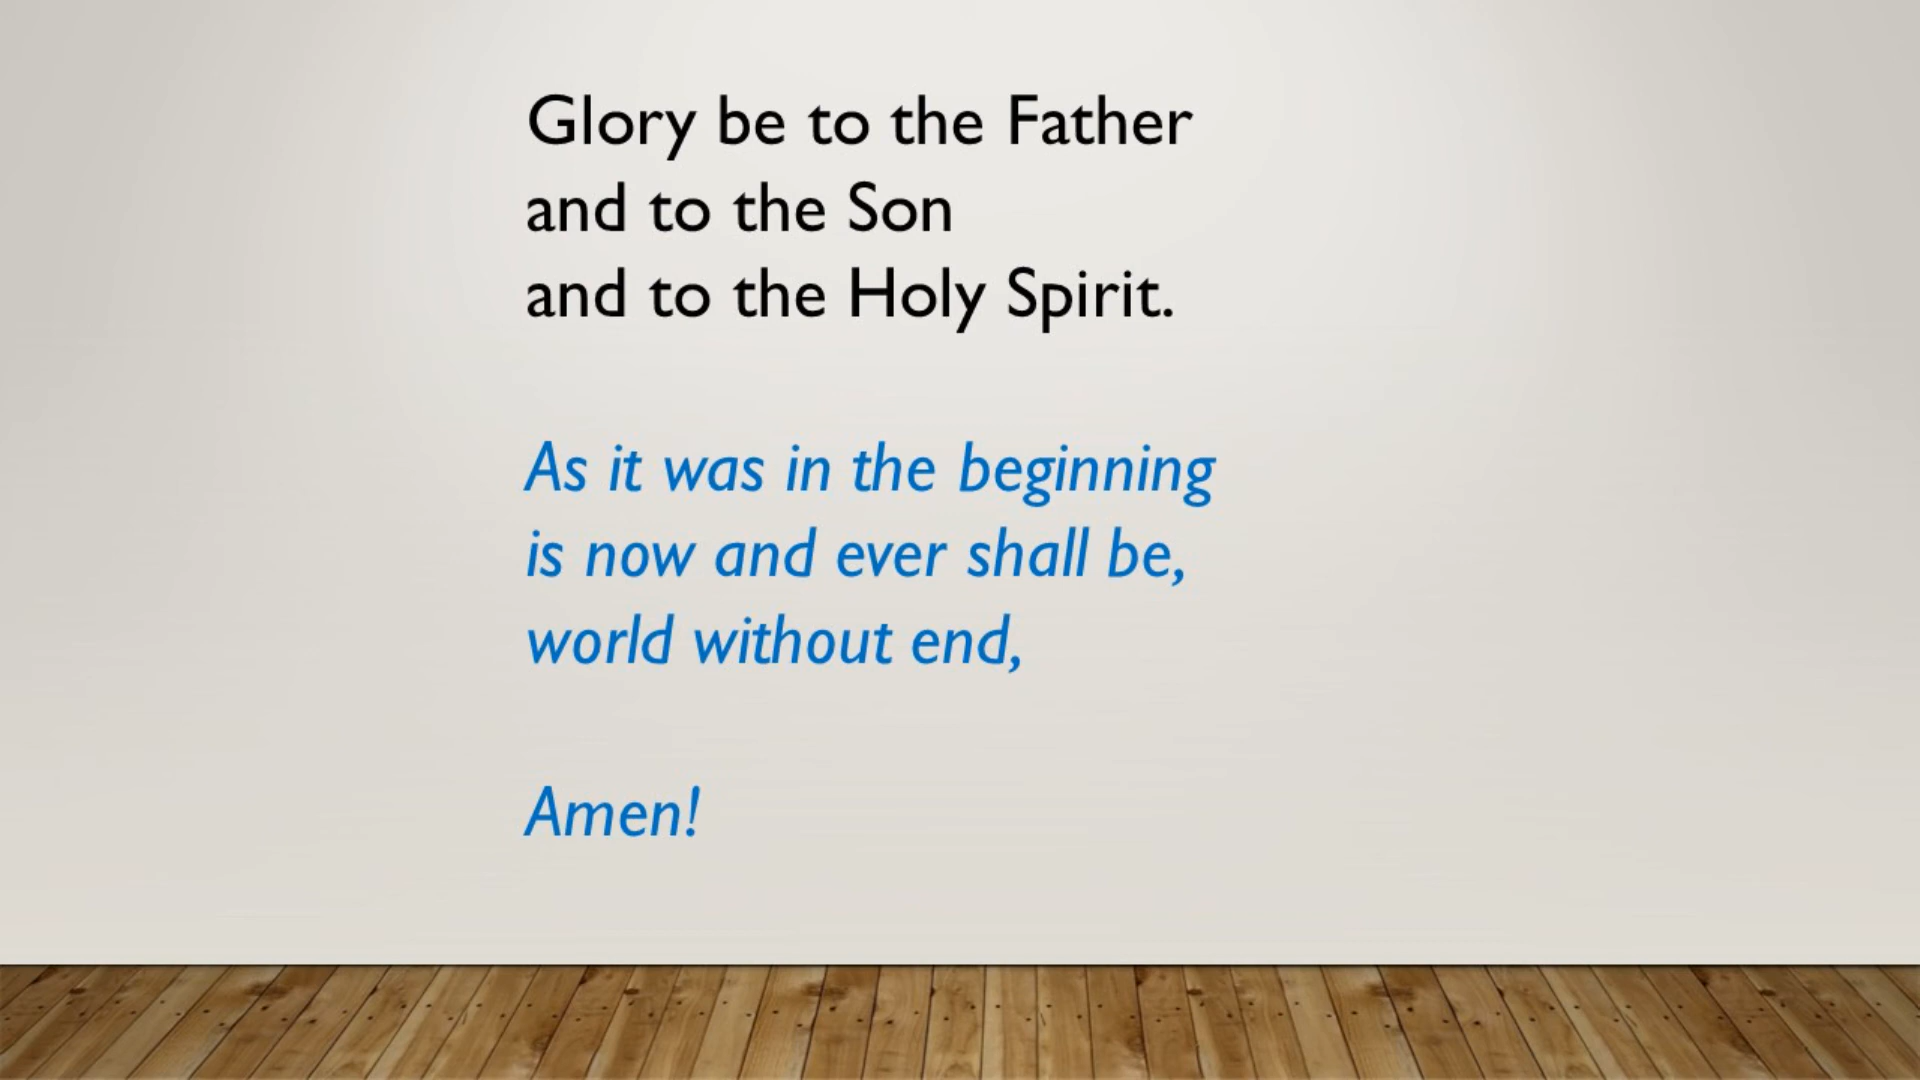 Glory be to the Father
and to the Son
and to the Holy Spirit.
As it was in the beginning
is now and ever shall be,
world without end,
Amen!